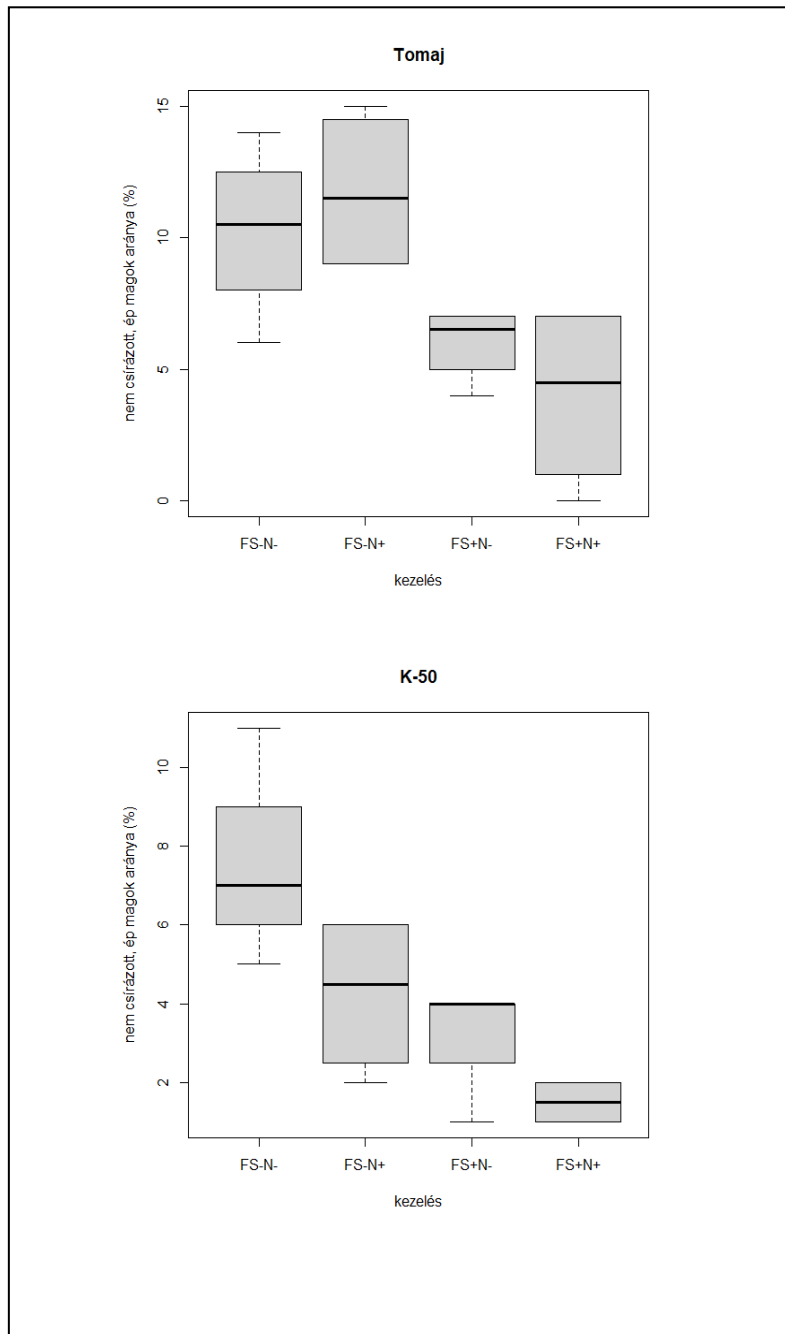 Tomaj
nem csírázott, ép magok aránya (%)
15
10
5
0
FS-N-
FS-N+
FS+N-
FS+N+
kezelés
K-50
nem csírázott, ép magok aránya (%)
10
8
6
4
2
FS-N-
FS-N+
FS+N-
FS+N+
kezelés